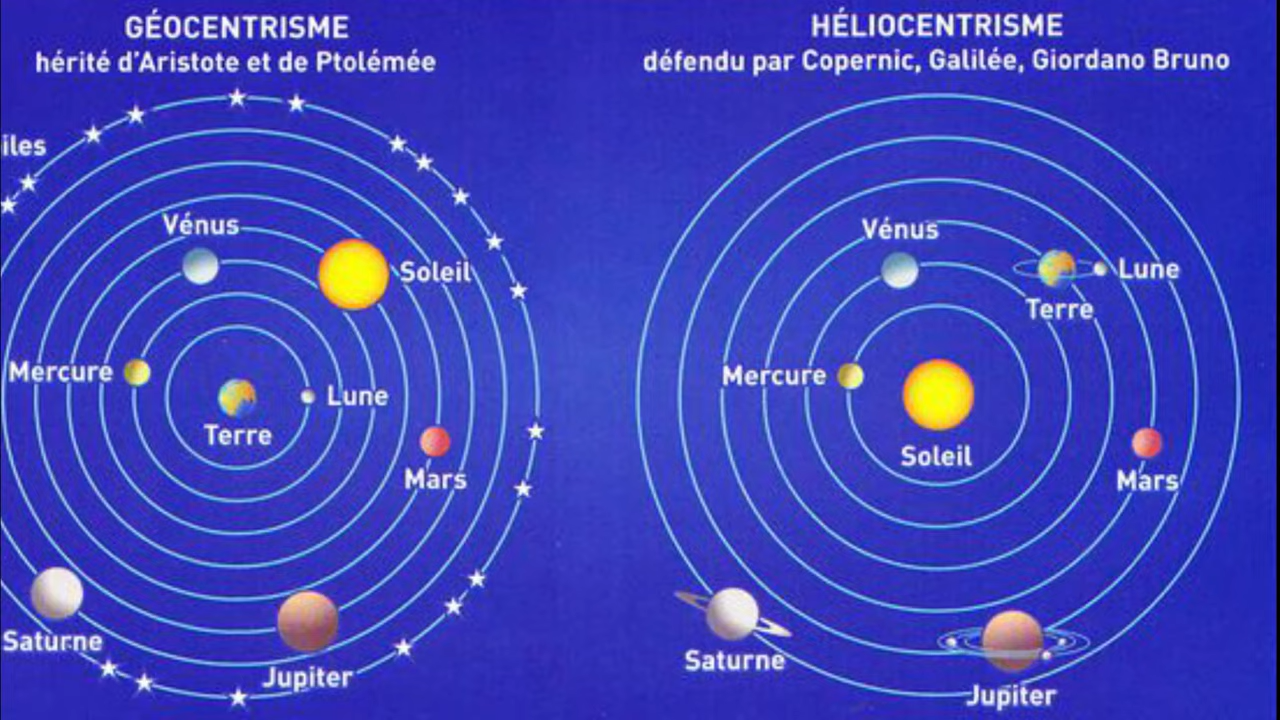 GÉOCENTRISME
hérité d'Aristote et de Ptolémée
iles
Vénus
Soleil
Mercure
Lune
Terre
Mars
Saturne
Jupiter
HÉLIOCENTRISME
défendu par Copernic, Galilée, Giordano Bruno
Vénus
Lune
Terre
Mercure
Soleil
Mars
Saturne
Jupiter